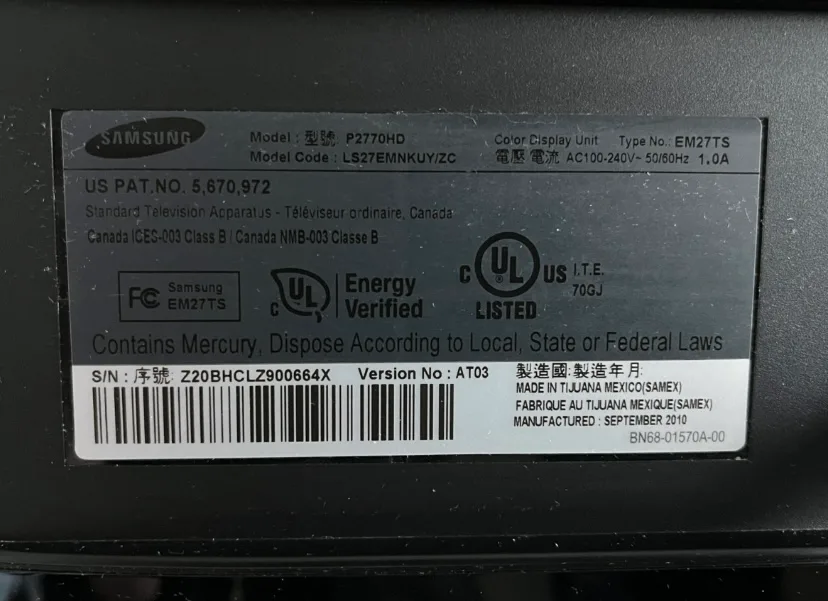 SAMSUNG
Model : 型號 P2770HD
Model Code : LS27EMNKUY/ZC
Color Display Unit Type No.: EM27TS
電壓 電流 AC100-240V~ 50/60Hz 1.0A
US PAT.NO. 5,670,972
Standard Television Apparatus - Téléviseur ordinaire, Canada
Canada ICES-003 Class B / Canada NMB-003 Classe B
FC Samsung
EM27TS
C UL Energy
Verified
C UL US I.T.E.
LISTED 70GJ
Contains Mercury, Dispose According to Local, State or Federal Laws
S/N : 序號: Z20BHCLZ900664X Version No : AT03
製造國: 製造年月:
MADE IN TIJUANA MEXICO(SAMEX)
FABRIQUE AU TIJUANA MEXIQUE(SAMEX)
MANUFACTURED : SEPTEMBER 2010
BN68-01570A-00